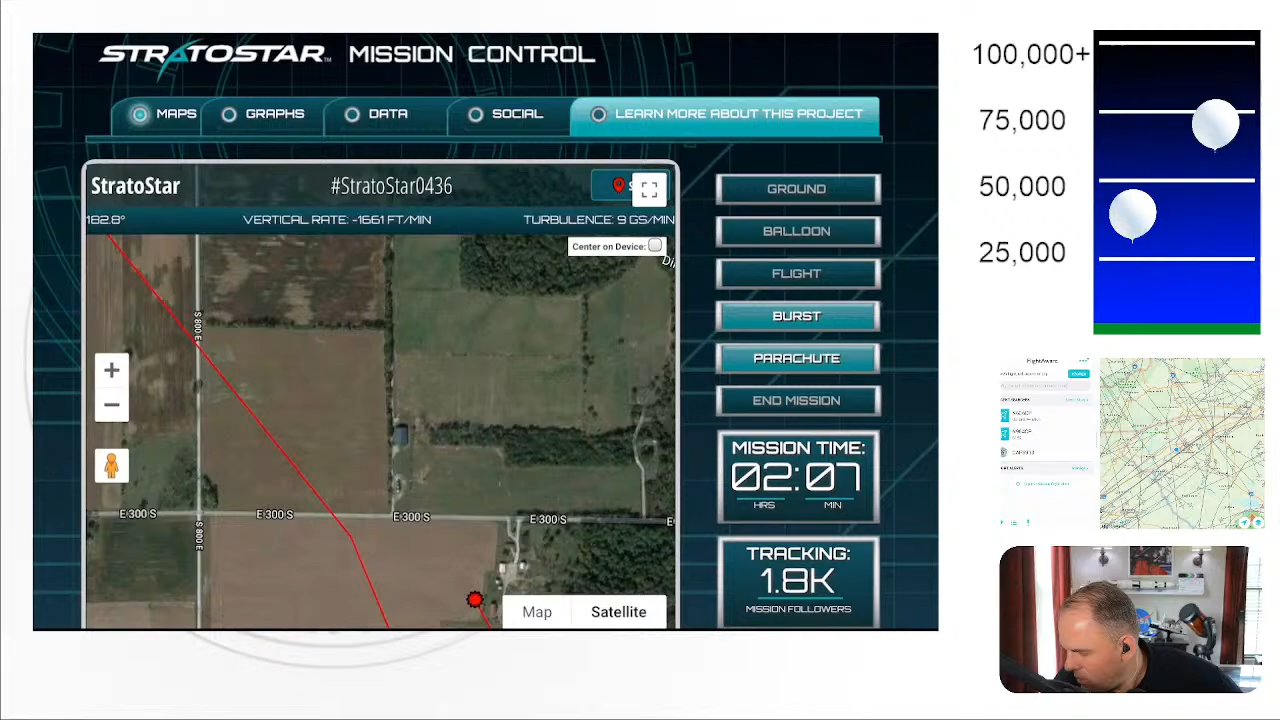 STRATOSTAR™ MISSION CONTROL
MAPS
GRAPHS
DATA
SOCIAL
LEARN MORE ABOUT THIS PROJECT
StratoStar
#StratoStar0436
182.8°
VERTICAL RATE: -1661 FT/MIN
TURBULENCE: 9 GS/MIN
Center on Device:
S 800 E
E 300 S
E 300 S
E 300 S
E 300 S
S 800 E
Map
Satellite
GROUND
BALLOON
FLIGHT
BURST
PARACHUTE
END MISSION
MISSION TIME:
02:07
HRS
MIN
TRACKING:
1.8K
MISSION FOLLOWERS
100,000+
75,000
50,000
25,000
FlightAware